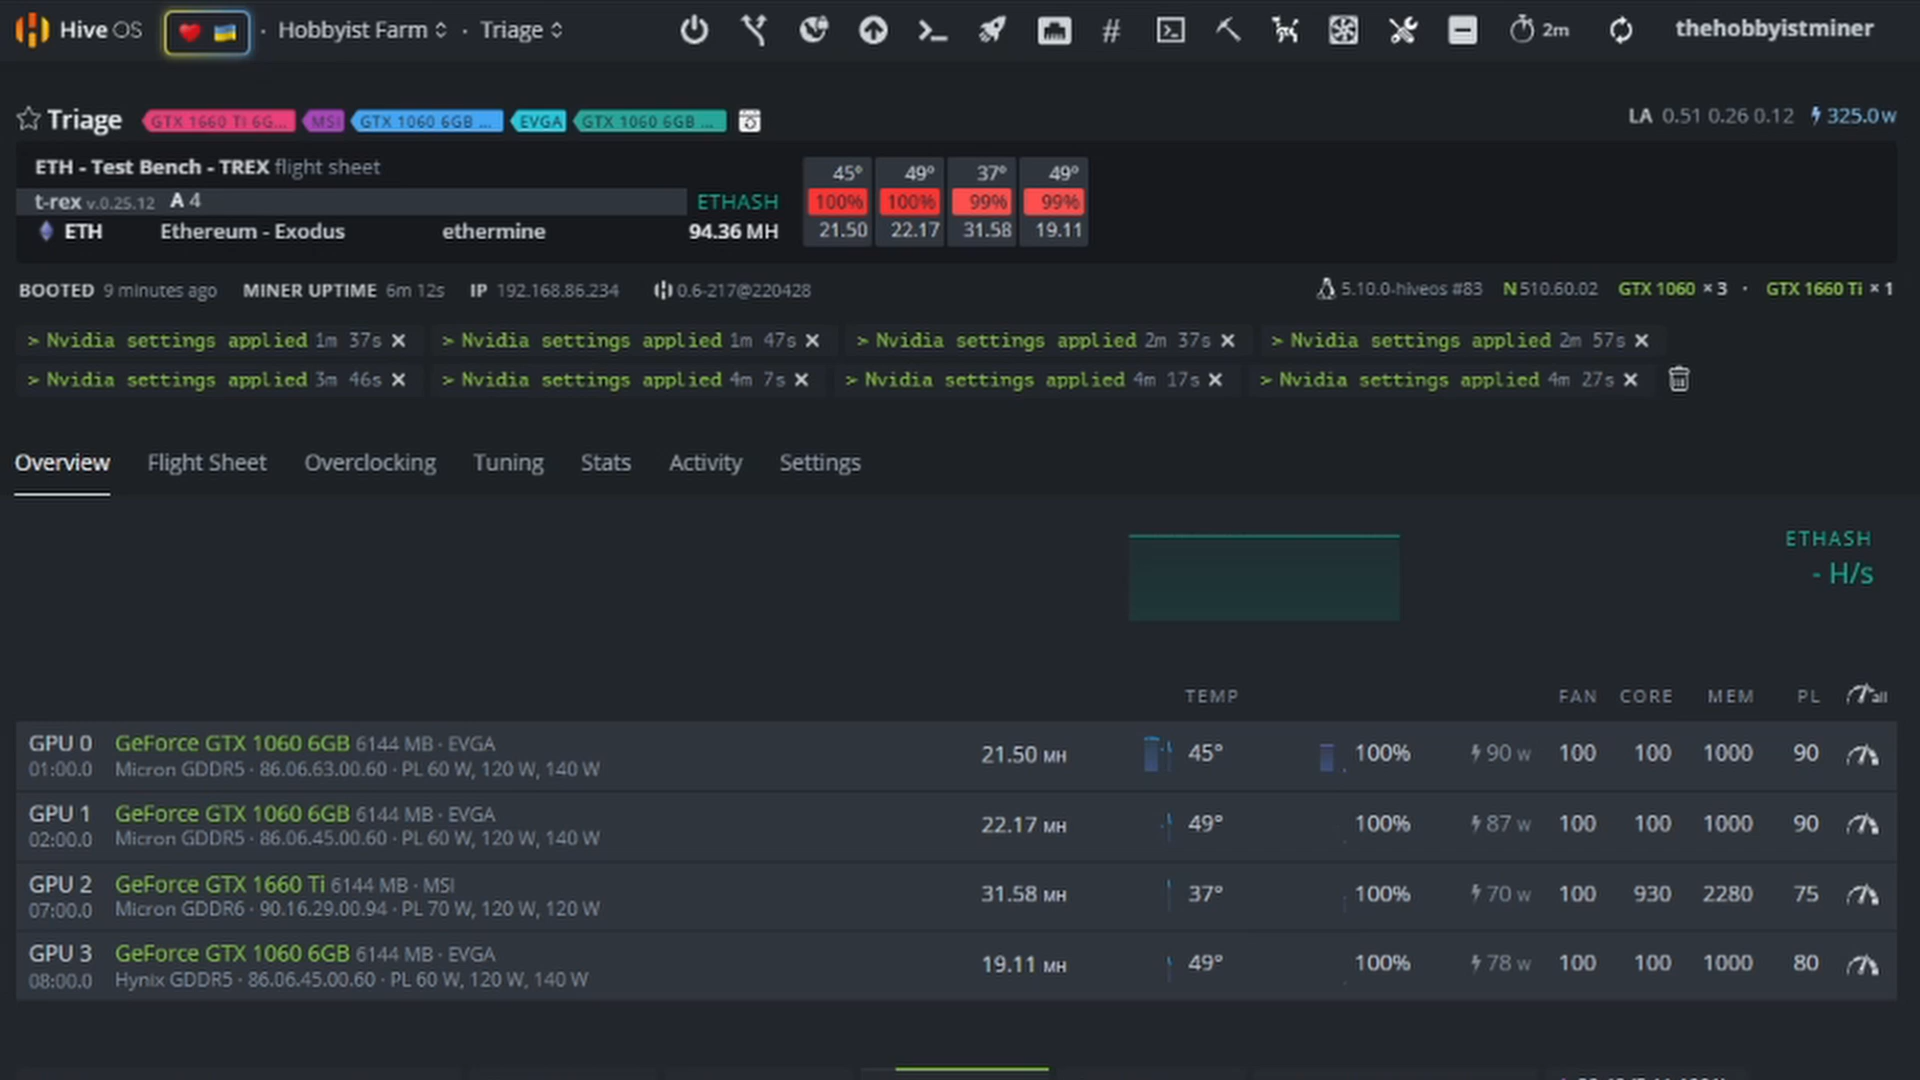 Hive OS · Hobbyist Farm · Triage # 2m thehobbyistminer
Triage GTX 1660 TI 6G... MSI GTX 1060 6GB ... EVGA GTX 1060 6GB ... LA 0.51 0.26 0.12 325.0 w
ETH - Test Bench - TREX flight sheet 45° 49° 37° 49°
t-rex v.0.25.12 A 4 ETHASH 100% 100% 99% 99%
ETH Ethereum - Exodus ethermine 94.36 MH 21.50 22.17 31.58 19.11
BOOTED 9 minutes ago MINER UPTIME 6m 12s IP 192.168.86.234 0.6-217@220428 5.10.0-hiveos #83 N 510.60.02 GTX 1060 × 3 · GTX 1660 Ti × 1
> Nvidia settings applied 1m 37s × > Nvidia settings applied 1m 47s × > Nvidia settings applied 2m 37s × > Nvidia settings applied 2m 57s ×
> Nvidia settings applied 3m 46s × > Nvidia settings applied 4m 7s × > Nvidia settings applied 4m 17s × > Nvidia settings applied 4m 27s ×
Overview Flight Sheet Overclocking Tuning Stats Activity Settings
ETHASH
- H/s
TEMP FAN CORE MEM PL all
GPU 0 GeForce GTX 1060 6GB 6144 MB · EVGA 21.50 MH 45° 100% 90 w 100 100 1000 90
01:00.0 Micron GDDR5 · 86.06.63.00.60 · PL 60 W, 120 W, 140 W
GPU 1 GeForce GTX 1060 6GB 6144 MB · EVGA 22.17 MH 49° 100% 87 w 100 100 1000 90
02:00.0 Micron GDDR5 · 86.06.45.00.60 · PL 60 W, 120 W, 140 W
GPU 2 GeForce GTX 1660 Ti 6144 MB · MSI 31.58 MH 37° 100% 70 w 100 930 2280 75
07:00.0 Micron GDDR6 · 90.16.29.00.94 · PL 70 W, 120 W, 120 W
GPU 3 GeForce GTX 1060 6GB 6144 MB · EVGA 19.11 MH 49° 100% 78 w 100 100 1000 80
08:00.0 Hynix GDDR5 · 86.06.45.00.60 · PL 60 W, 120 W, 140 W